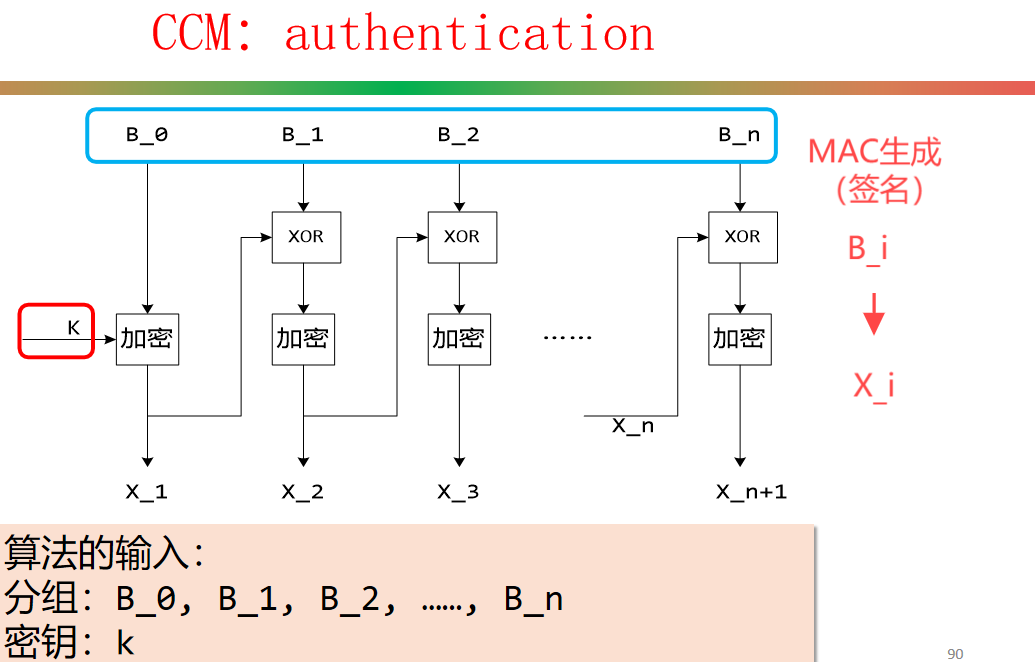 CCM: authentication
B_0 B_1 B_2 B_n
MAC生成
(签名)
XOR XOR XOR
B_i
K
加密 加密 加密 …… 加密
X_i
X_n
X_1 X_2 X_3 X_n+1
算法的输入:
分组: B_0, B_1, B_2, ……, B_n
密钥: k
90